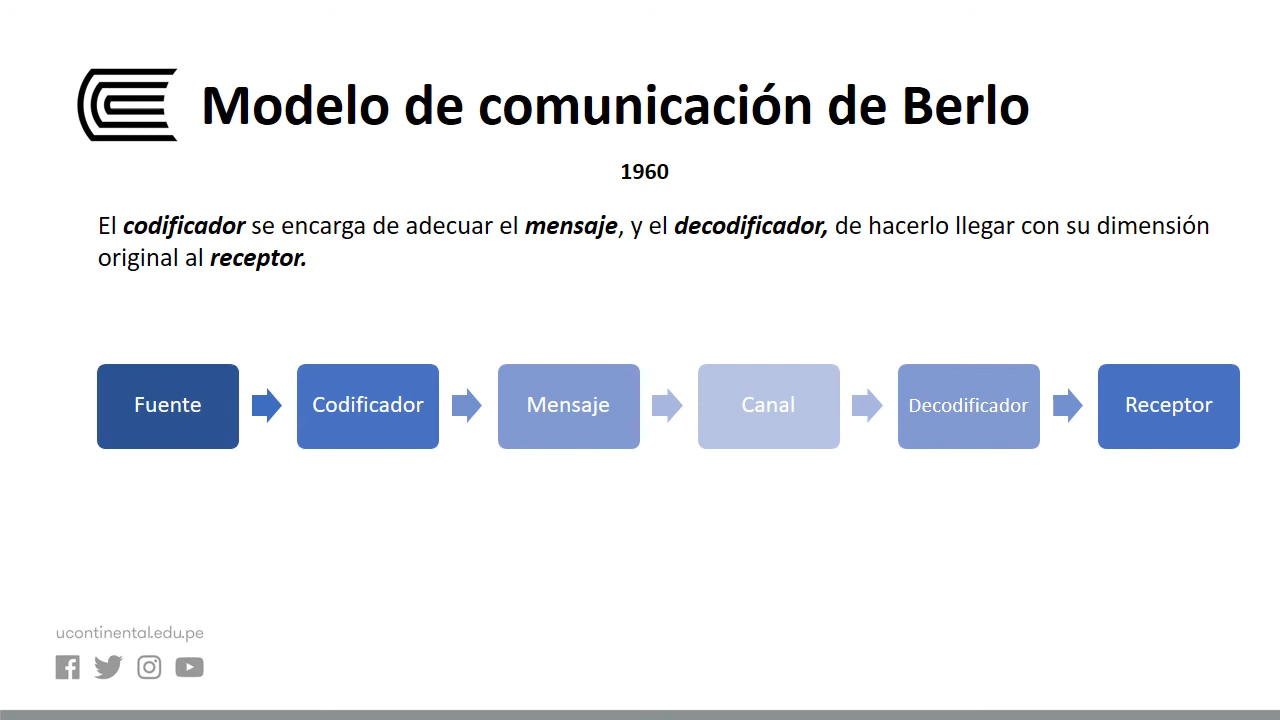 Modelo de comunicación de Berlo
1960
El codificador se encarga de adecuar el mensaje, y el decodificador, de hacerlo llegar con su dimensión
original al receptor.
Fuente
Codificador
Mensaje
Canal
Decodificador
Receptor
ucontinental.edu.pe